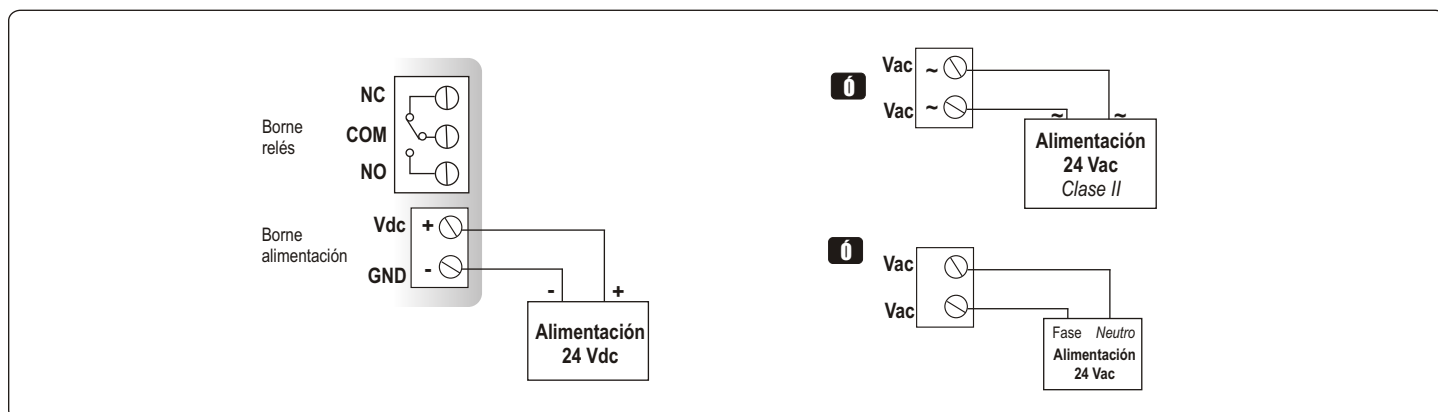 NC
Borne
relés
COM
NO
Borne
alimentación
Vdc +
GND -
- +
Alimentación
24 Vdc
Ó
Vac ~
Vac ~
~ ~
Alimentación
24 Vac
Clase II
Ó
Vac
Vac
Fase Neutro
Alimentación
24 Vac